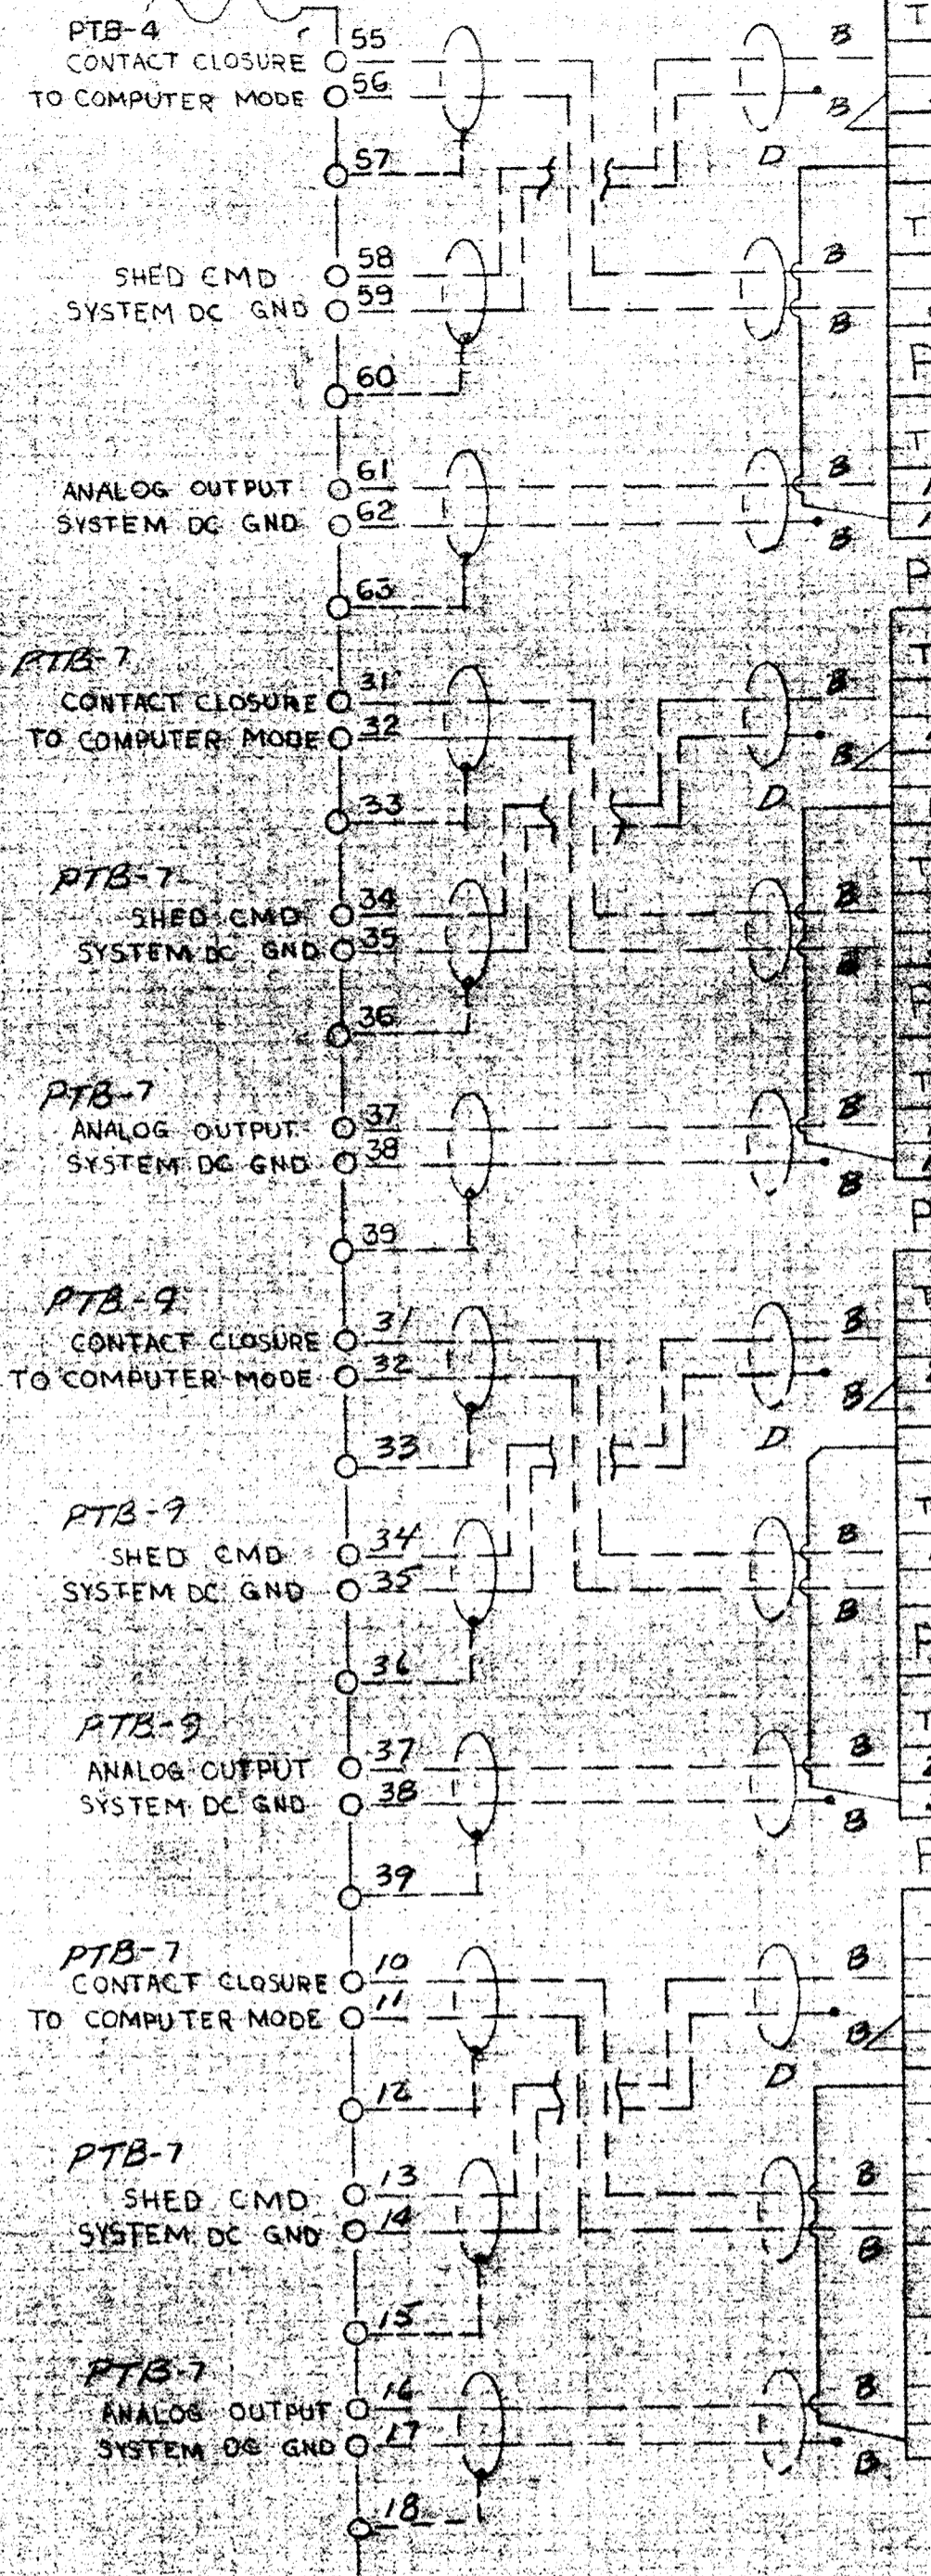 PTB-4
55
CONTACT CLOSURE
B
56
TO COMPUTER MODE
B
57
D
58
SHED CMD
B
59
SYSTEM DC GND
B
60
61
ANALOG OUTPUT
B
62
SYSTEM DC GND
B
63
PTB-7
31
CONTACT CLOSURE
B
32
TO COMPUTER MODE
B
33
D
PTB-7
34
SHED CMD
B
35
SYSTEM DC GND
36
PTB-7
37
ANALOG OUTPUT
B
38
SYSTEM DC GND
B
39
PTB-9
31
CONTACT CLOSURE
B
32
TO COMPUTER MODE
B
33
D
PTB-9
34
SHED CMD
B
35
SYSTEM DC GND
B
36
PTB-9
37
ANALOG OUTPUT
B
38
SYSTEM DC GND
B
39
PTB-7
10
CONTACT CLOSURE
B
11
TO COMPUTER MODE
B
12
D
PTB-7
13
SHED CMD
B
14
SYSTEM DC GND
B
15
PTB-7
16
ANALOG OUTPUT
B
17
SYSTEM DC GND
B
18